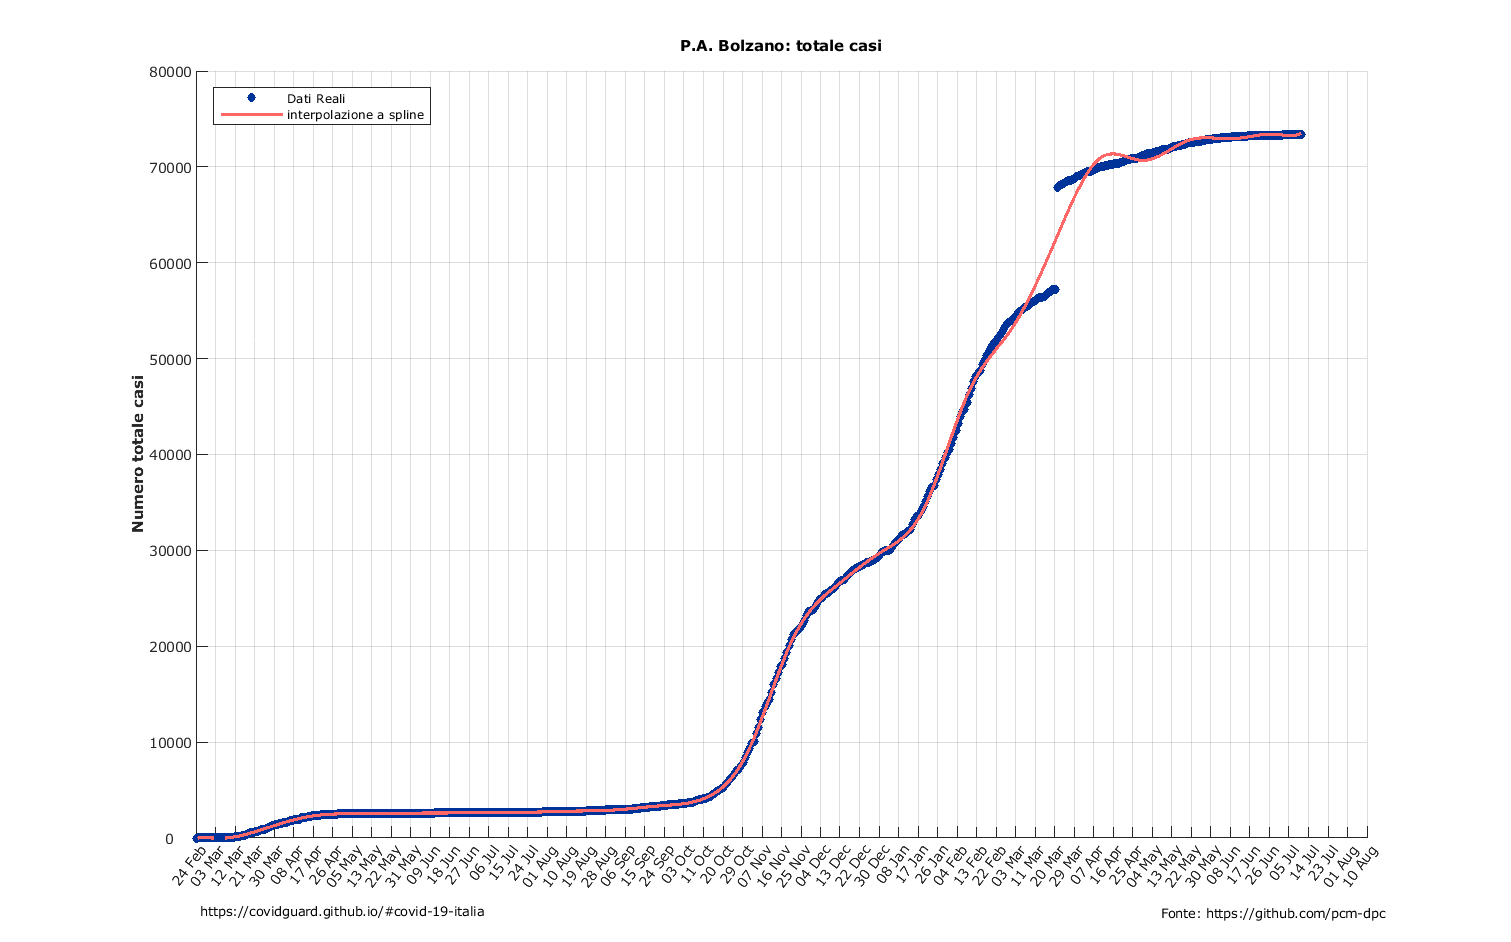 P.A. Bolzano: totale casi
Dati Reali
interpolazione a spline
Numero totale casi
80000
70000
60000
50000
40000
30000
20000
10000
0
24 Feb
03 Mar
12 Mar
21 Mar
30 Mar
08 Apr
17 Apr
26 Apr
05 May
13 May
22 May
31 May
09 Jun
18 Jun
27 Jun
06 Jul
15 Jul
24 Jul
01 Aug
10 Aug
19 Aug
28 Aug
06 Sep
15 Sep
24 Sep
03 Oct
11 Oct
20 Oct
29 Oct
07 Nov
16 Nov
25 Nov
04 Dec
13 Dec
22 Dec
30 Dec
08 Jan
17 Jan
26 Jan
04 Feb
13 Feb
22 Feb
03 Mar
11 Mar
20 Mar
29 Mar
07 Apr
16 Apr
25 Apr
04 May
13 May
22 May
30 May
08 Jun
17 Jun
26 Jun
05 Jul
14 Jul
23 Jul
01 Aug
10 Aug
https://covidguard.github.io/#covid-19-italia
Fonte: https://github.com/pcm-dpc